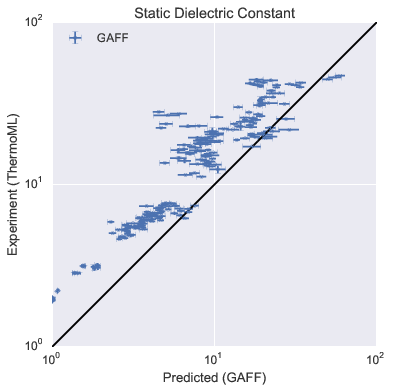 Static Dielectric Constant
GAFF
10²
10¹
10⁰
10⁰ 10¹ 10²
Experiment (ThermoML)
Predicted (GAFF)